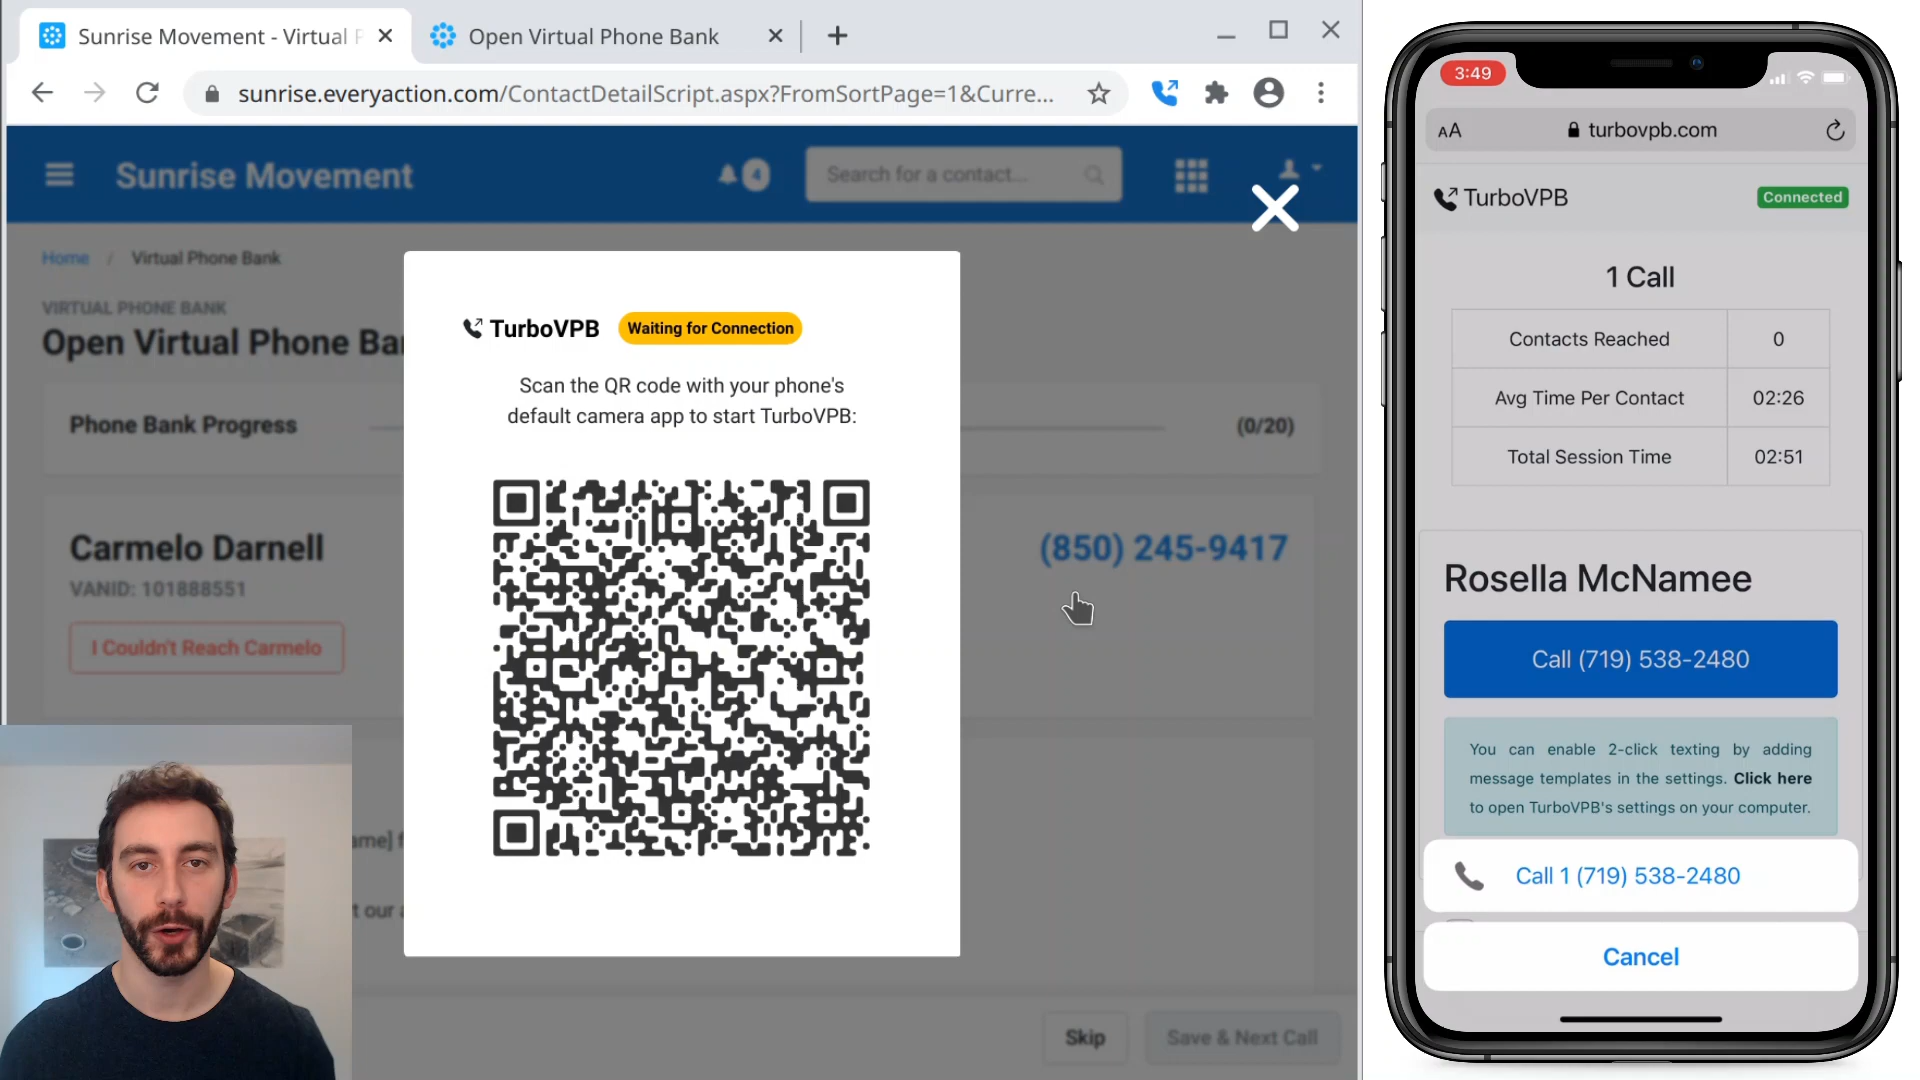 Sunrise Movement - Virtual P
Open Virtual Phone Bank
sunrise.everyaction.com/ContactDetailScript.aspx?FromSortPage=1&Curre...
Sunrise Movement
4
Search for a contact...
Home / Virtual Phone Bank
VIRTUAL PHONE BANK
Open Virtual Phone Ba
Phone Bank Progress
(0/20)
Carmelo Darnell
VANID: 101888551
I Couldn't Reach Carmelo
(850) 245-9417
TurboVPB
Waiting for Connection
Scan the QR code with your phone's
default camera app to start TurboVPB:
ame] f
t our a
Skip
Save & Next Call
3:49
AA
turbovpb.com
TurboVPB
Connected
1 Call
Contacts Reached 0
Avg Time Per Contact 02:26
Total Session Time 02:51
Rosella McNamee
Call (719) 538-2480
You can enable 2-click texting by adding
message templates in the settings. Click here
to open TurboVPB's settings on your computer.
Call 1 (719) 538-2480
Cancel